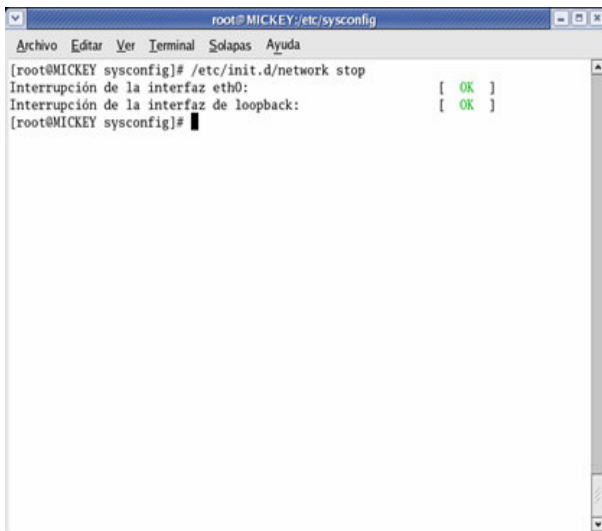 root@MICKEY:/etc/sysconfig
Archivo Editar Ver Terminal Solapas Ayuda
[root@MICKEY sysconfig]# /etc/init.d/network stop
Interrupción de la interfaz eth0: [ OK ]
Interrupción de la interfaz de loopback: [ OK ]
[root@MICKEY sysconfig]#